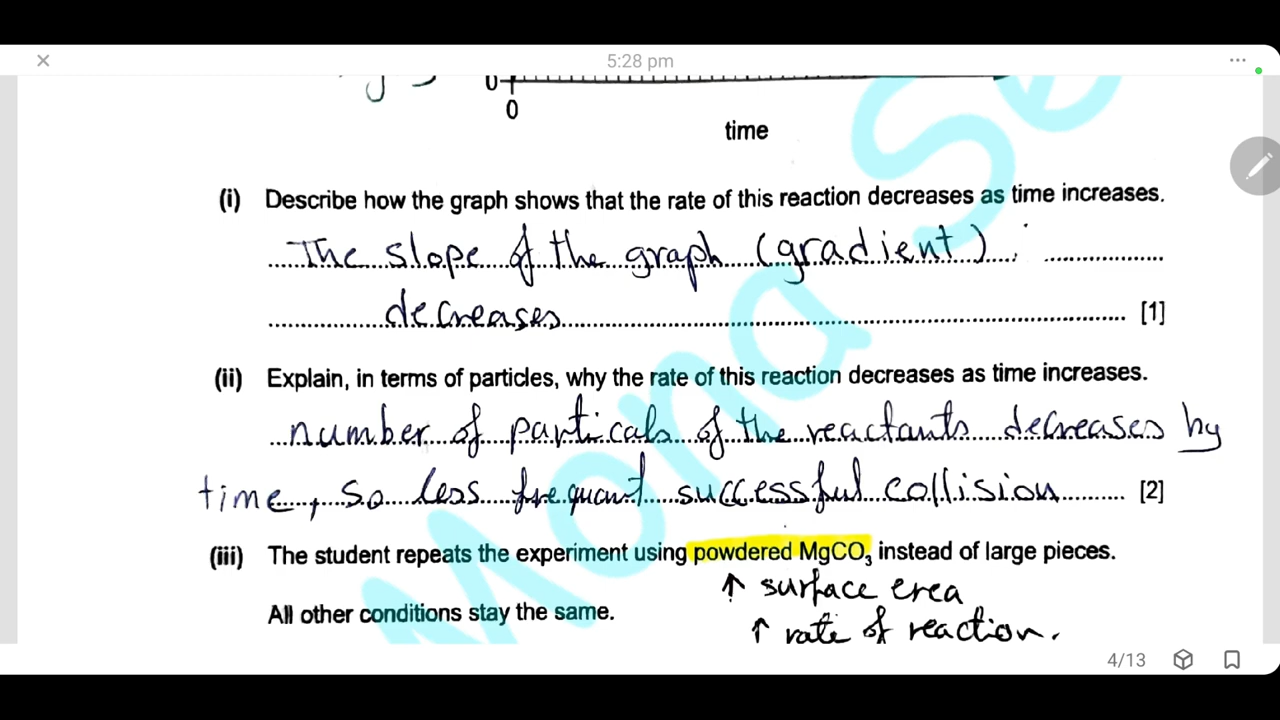 5:28 pm
0
0
time
(i) Describe how the graph shows that the rate of this reaction decreases as time increases.
The slope of the graph (gradient)
decreases [1]
(ii) Explain, in terms of particles, why the rate of this reaction decreases as time increases.
number of particals of the reactants decreases by
time, so less frequant successful collision [2]
(iii) The student repeats the experiment using powdered MgCO₃ instead of large pieces.
↑ surface erea
All other conditions stay the same.
↑ rate of reaction.
4/13
Mona Se